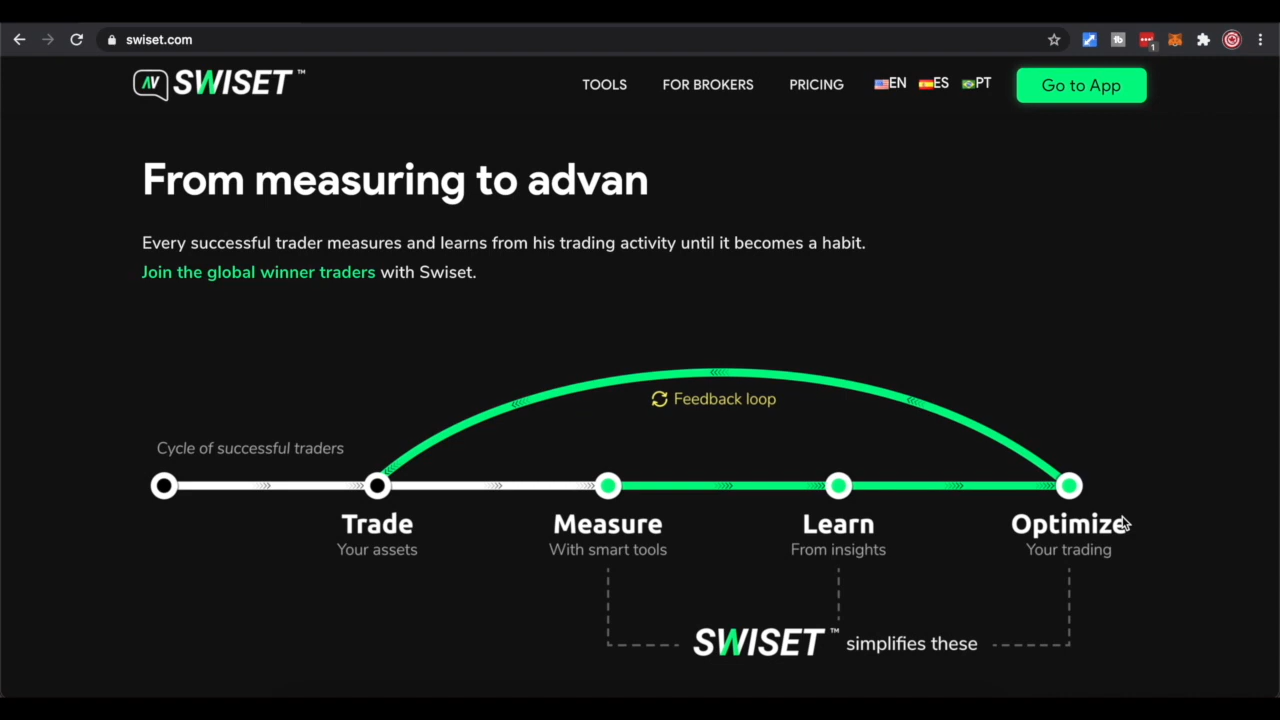 swiset.com
1
SWISET™
TOOLS
FOR BROKERS
PRICING
EN
ES
PT
Go to App
From measuring to advan
Every successful trader measures and learns from his trading activity until it becomes a habit.
Join the global winner traders with Swiset.
Feedback loop
Cycle of successful traders
Trade
Your assets
Measure
With smart tools
Learn
From insights
Optimize
Your trading
SWISET™ simplifies these